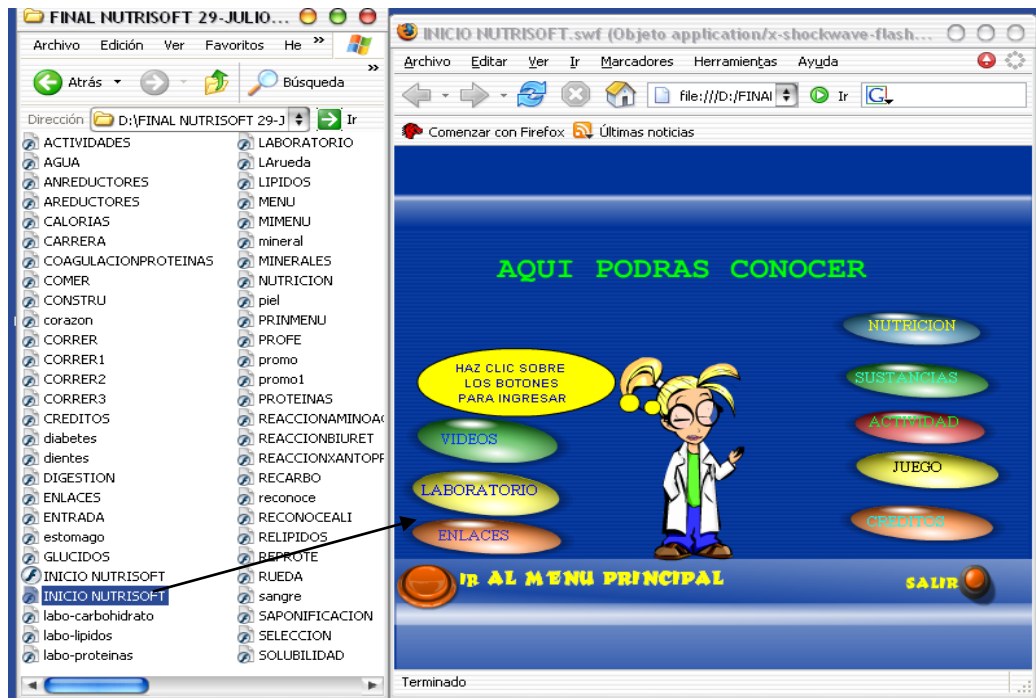 FINAL NUTRISOFT 29-JULIO...
Archivo Edición Ver Favoritos He »
Atrás Búsqueda »
Dirección D:\FINAL NUTRISOFT 29-J Ir
ACTIVIDADES
AGUA
ANREDUCTORES
AREDUCTORES
CALORIAS
CARRERA
COAGULACIONPROTEINAS
COMER
CONSTRU
corazon
CORRER
CORRER1
CORRER2
CORRER3
CREDITOS
diabetes
dientes
DIGESTION
ENLACES
ENTRADA
estomago
GLUCIDOS
INICIO NUTRISOFT
INICIO NUTRISOFT
labo-carbohidrato
labo-lipidos
labo-proteinas
LABORATORIO
LArueda
LIPIDOS
MENU
MIMENU
mineral
MINERALES
NUTRICION
piel
PRINMENU
PROFE
promo
promo1
PROTEINAS
REACCIONAMINOA
REACCIONBIURET
REACCIONXANTOPR
RECARBO
reconoce
RECONOCEALI
RELIPIDOS
REPROTE
RUEDA
sangre
SAPONIFICACION
SELECCION
SOLUBILIDAD
INICIO NUTRISOFT.swf (Objeto application/x-shockwave-flash...
Archivo Editar Ver Ir Marcadores Herramientas Ayuda
file:///D:/FINAl Ir G
Comenzar con Firefox Últimas noticias
AQUI PODRAS CONOCER
HAZ CLIC SOBRE
LOS BOTONES
PARA INGRESAR
VIDEOS
LABORATORIO
ENLACES
NUTRICION
SUSTANCIAS
ACTIVIDAD
JUEGO
CREDITOS
IR AL MENU PRINCIPAL
SALIR
Terminado